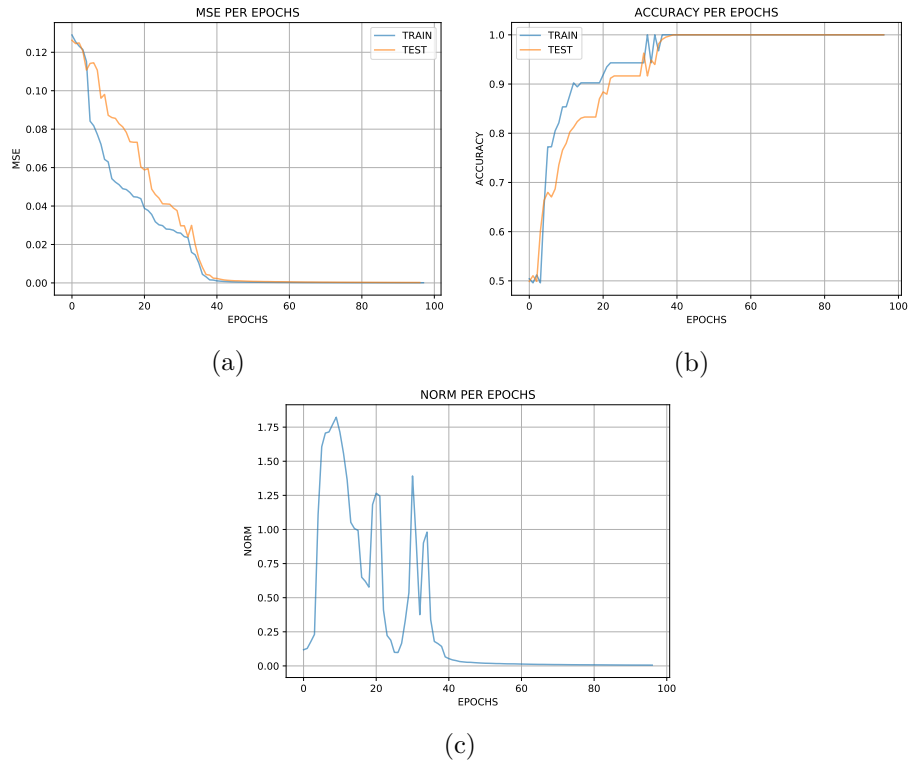 MSE PER EPOCHS
TRAIN
TEST
0.12
0.10
0.08
0.06
0.04
0.02
0.00
MSE
0 20 40 60 80 100
EPOCHS
(a)
ACCURACY PER EPOCHS
TRAIN
TEST
1.0
0.9
0.8
0.7
0.6
0.5
ACCURACY
0 20 40 60 80 100
EPOCHS
(b)
NORM PER EPOCHS
1.75
1.50
1.25
1.00
0.75
0.50
0.25
0.00
NORM
0 20 40 60 80 100
EPOCHS
(c)